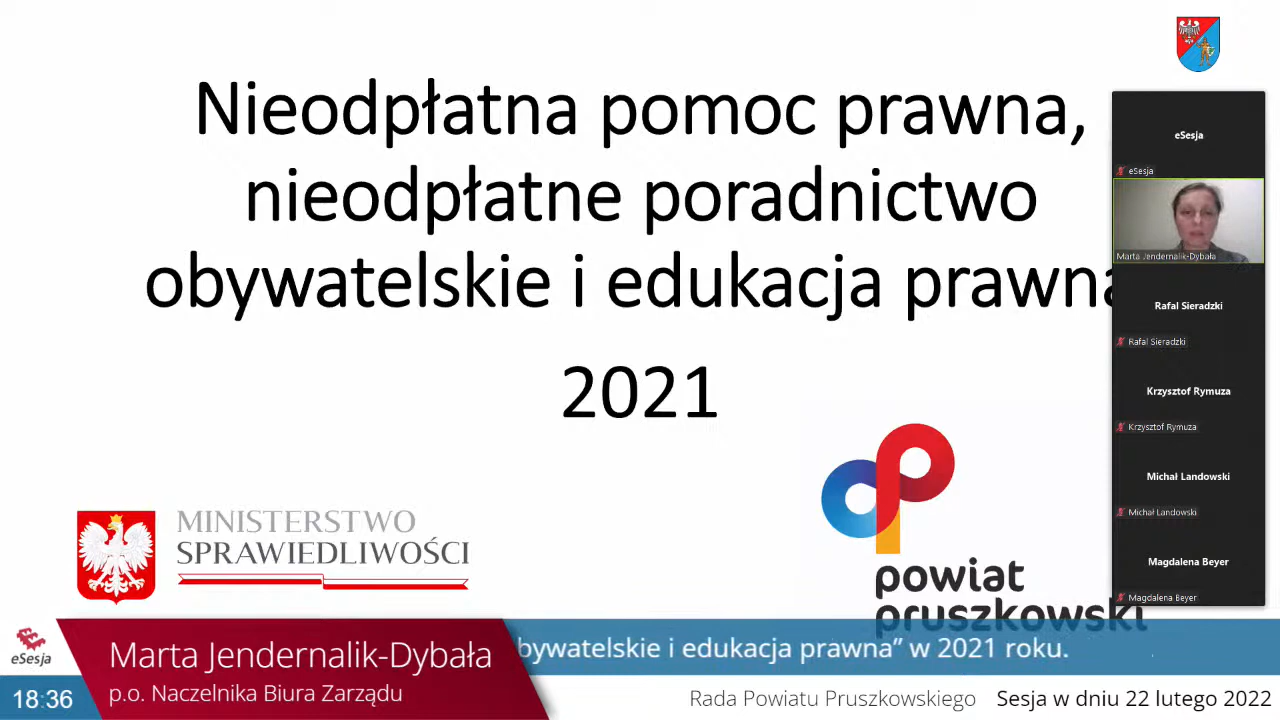 Nieodpłatna pomoc prawna,
nieodpłatne poradnictwo
obywatelskie i edukacja prawna
2021
MINISTERSTWO
SPRAWIEDLIWOŚCI
powiat
pruszkowski
eSesja
eSesja
Marta Jendernalik-Dybała
Rafal Sieradzki
Rafal Sieradzki
Krzysztof Rymuza
Krzysztof Rymuza
Michał Landowski
Michał Landowski
Magdalena Beyer
Magdalena Beyer
eSesja
Marta Jendernalik-Dybała
p.o. Naczelnika Biura Zarządu
bywatelskie i edukacja prawna” w 2021 roku.
18:36
Rada Powiatu Pruszkowskiego Sesja w dniu 22 lutego 2022